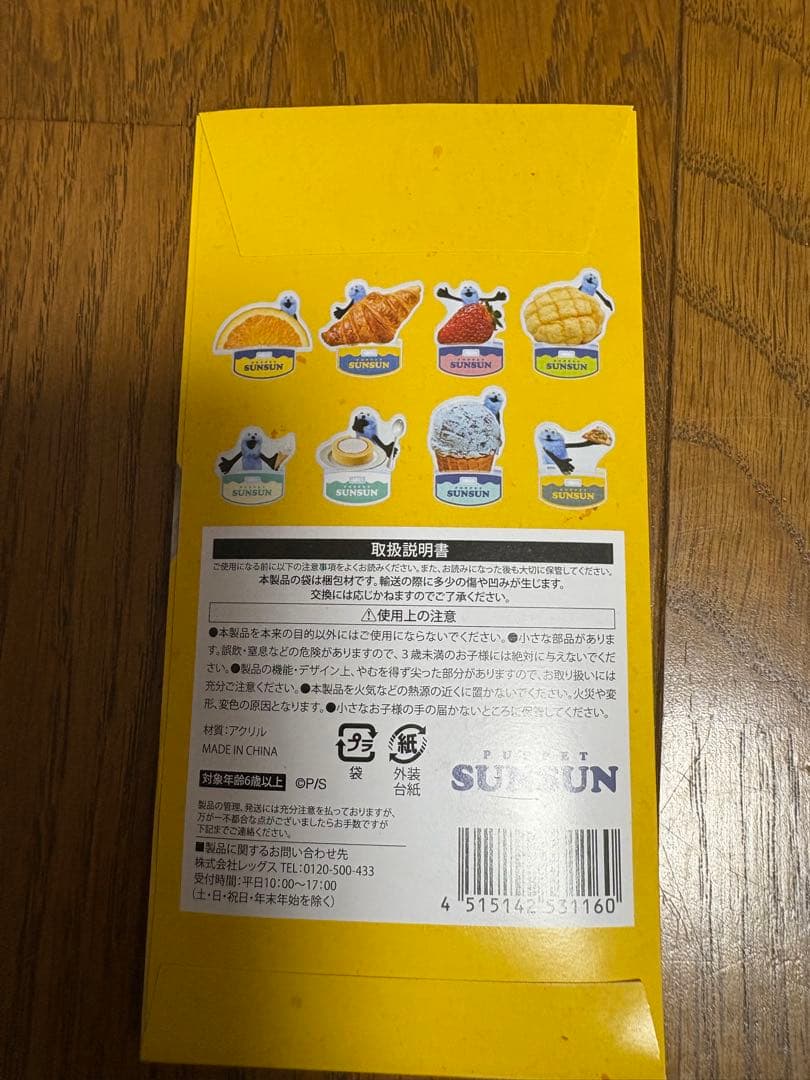 SUNSUN
SUNSUN
SUNSUN
SUNSUN
SUNSUN
SUNSUN
SUNSUN
SUNSUN
取扱説明書
ご使用になる前に以下の注意事項をよくお読みください。また、お読みになった後も大切に保管してください。
本製品の袋は梱包材です。輸送の際に多少の傷や凹みが生じます。
交換には応じかねますのでご了承ください。
⚠使用上の注意
●本製品を本来の目的以外にはご使用にならないでください。●小さな部品がありま
す。誤飲・窒息などの危険がありますので、3歳未満のお子様には絶対に与えないでくだ
さい。●製品の機能・デザイン上、やむを得ず尖った部分がありますので、お取り扱いには
充分ご注意ください。●本製品を火気などの熱源の近くに置かないでください。火災や変
形、変色の原因となります。●小さなお子様の手の届かないところに保管してください。
材質:アクリル
MADE IN CHINA
プラ
袋
紙
外装
台紙
対象年齢6歳以上 ©P/S
PUPPET
SUNSUN
製品の管理、発送には充分注意を払っておりますが、
万が一不都合な点がございましたらお手数ですが
下記までご連絡ください。
■製品に関するお問い合わせ先
株式会社レッグス TEL:0120-500-433
受付時間:平日10:00〜17:00
(土・日・祝日・年末年始を除く)
4 515142 531160